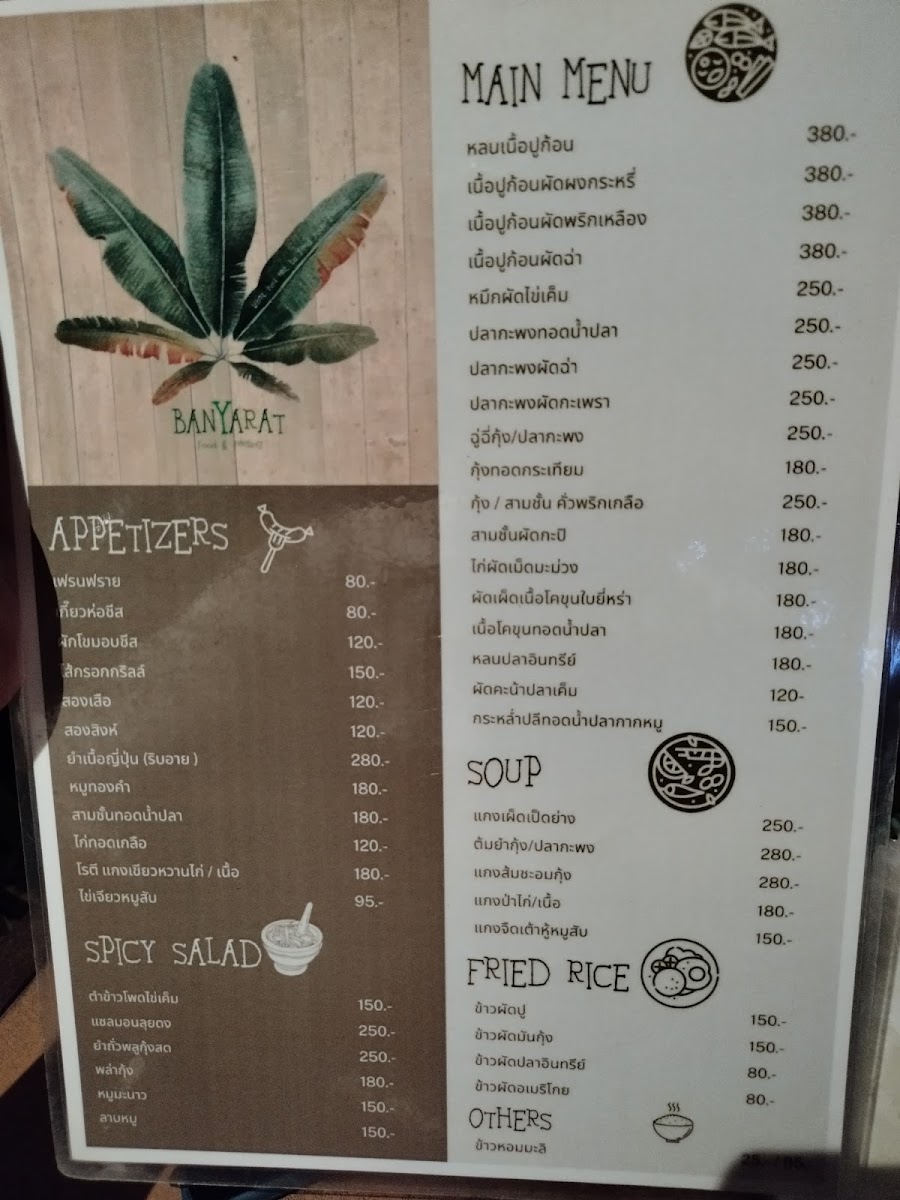 BANYARAT
APPETIZERS
เฟรนฟราย 80.-
เกี๊ยวห่อชีส 80.-
ผักโขมอบชีส 120.-
ไส้กรอกกริลล์ 150.-
สองเสือ 120.-
สองสิงห์ 120.-
ยำเนื้อญี่ปุ่น (ริบอาย ) 280.-
หมูทองคำ 180.-
สามชั้นทอดน้ำปลา 180.-
ไก่ทอดเกลือ 120.-
โรตี แกงเขียวหวานไก่ / เนื้อ 180.-
ไข่เจียวหมูสับ 95.-
SPICY SALAD
ตำข้าวโพดไข่เค็ม 150.-
แซลมอนลุยดง 250.-
ยำถั่วพลูกุ้งสด 250.-
พล่ากุ้ง 180.-
หมูมะนาว 150.-
ลาบหมู 150.-
MAIN MENU
หลนเนื้อปูก้อน 380.-
เนื้อปูก้อนผัดผงกระหรี่ 380.-
เนื้อปูก้อนผัดพริกเหลือง 380.-
เนื้อปูก้อนผัดฉ่า 380.-
หมึกผัดไข่เค็ม 250.-
ปลากะพงทอดน้ำปลา 250.-
ปลากะพงผัดฉ่า 250.-
ปลากะพงผัดกะเพรา 250.-
ฉู่ฉี่กุ้ง/ปลากะพง 250.-
กุ้งทอดกระเทียม 180.-
กุ้ง / สามชั้น คั่วพริกเกลือ 250.-
สามชั้นผัดกะปิ 180.-
ไก่ผัดเม็ดมะม่วง 180.-
ผัดเผ็ดเนื้อโคขุนใบยี่หร่า 180.-
เนื้อโคขุนทอดน้ำปลา 180.-
หลนปลาอินทรีย์ 180.-
ผัดคะน้าปลาเค็ม 120-
กระหล่ำปลีทอดน้ำปลากากหมู 150.-
SOUP
แกงเผ็ดเป็ดย่าง 250.-
ต้มยำกุ้ง/ปลากะพง 280.-
แกงส้มชะอมกุ้ง 280.-
แกงป่าไก่/เนื้อ 180.-
แกงจืดเต้าหู้หมูสับ 150.-
FRIED RICE
ข้าวผัดปู 150.-
ข้าวผัดมันกุ้ง 150.-
ข้าวผัดปลาอินทรีย์ 80.-
ข้าวผัดอเมริโกย 80.-
OTHERS
ข้าวหอมมะลิ